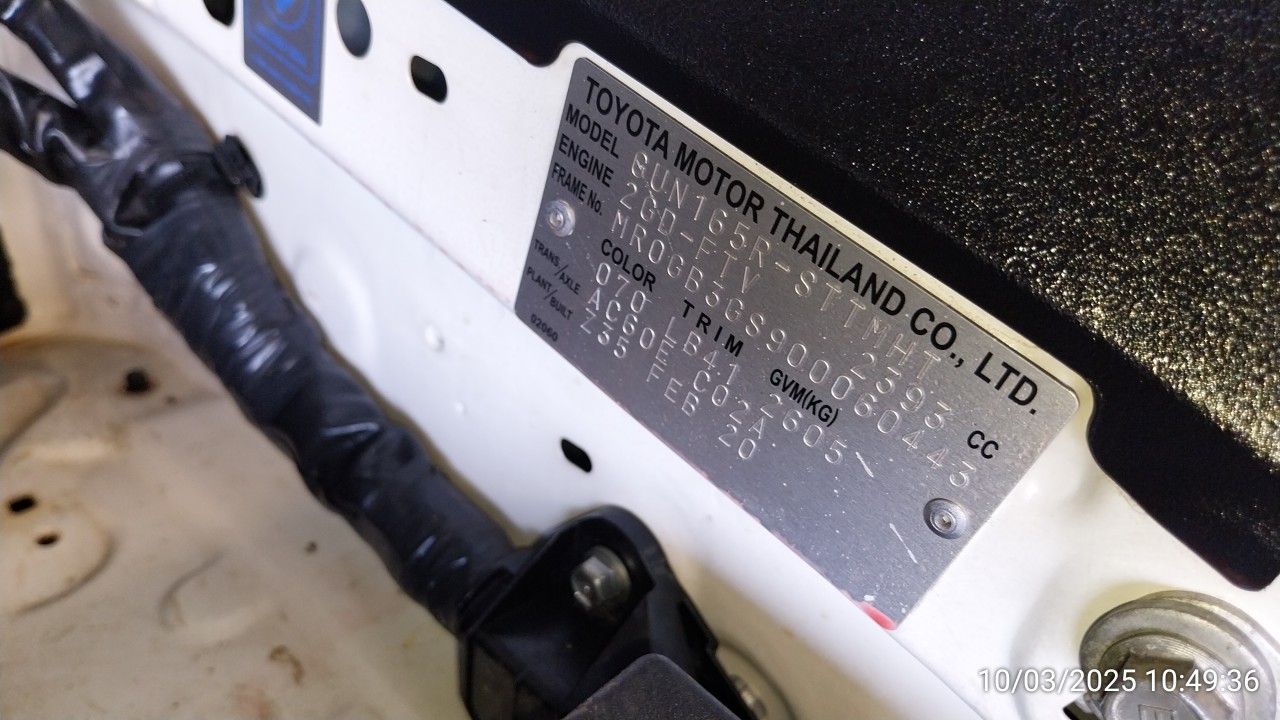 TOYOTA MOTOR THAILAND CO., LTD.
MODEL GUN165R-STTMHT
ENGINE 2GD-FTV 2393 CC
FRAME No. MR0GB3GS900060443
COLOR TRIM GVM(KG)
070 LB41 2605
TRANS/AXLE AC60E C02A
PLANT/BUILT Z35 FEB 20
02060
10/03/2025 10:49:36